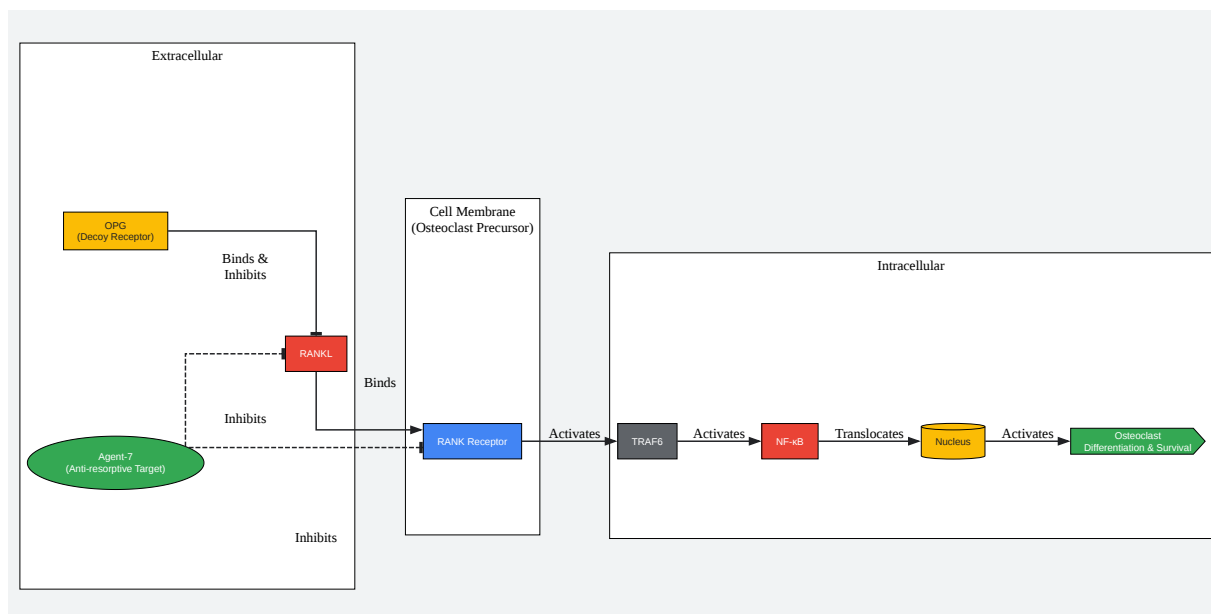 Extracellular
OPG
(Decoy Receptor)
Binds &
Inhibits
RANKL
Inhibits
Agent-7
(Anti-resorptive Target)
Inhibits
Binds
Cell Membrane
(Osteoclast Precursor)
RANK Receptor
Activates
Intracellular
TRAF6
Activates
NF-κB
Translocates
Nucleus
Activates
Osteoclast
Differentiation & Survival